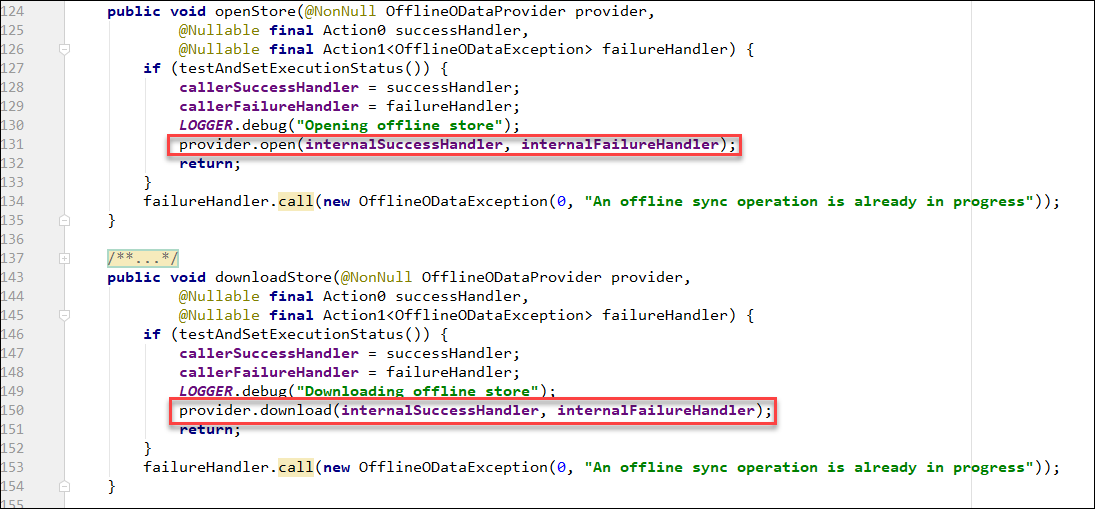 124 public void openStore(@NonNull OfflineODataProvider provider,
125 @Nullable final Action0 successHandler,
126 @Nullable final Action1<OfflineODataException> failureHandler) {
127 if (testAndSetExecutionStatus()) {
128 callerSuccessHandler = successHandler;
129 callerFailureHandler = failureHandler;
130 LOGGER.debug("Opening offline store");
131 provider.open(internalSuccessHandler, internalFailureHandler);
132 return;
133 }
134 failureHandler.call(new OfflineODataException(0, "An offline sync operation is already in progress"));
135 }
136
137 /**...*/
143 public void downloadStore(@NonNull OfflineODataProvider provider,
144 @Nullable final Action0 successHandler,
145 @Nullable final Action1<OfflineODataException> failureHandler) {
146 if (testAndSetExecutionStatus()) {
147 callerSuccessHandler = successHandler;
148 callerFailureHandler = failureHandler;
149 LOGGER.debug("Downloading offline store");
150 provider.download(internalSuccessHandler, internalFailureHandler);
151 return;
152 }
153 failureHandler.call(new OfflineODataException(0, "An offline sync operation is already in progress"));
154 }
155